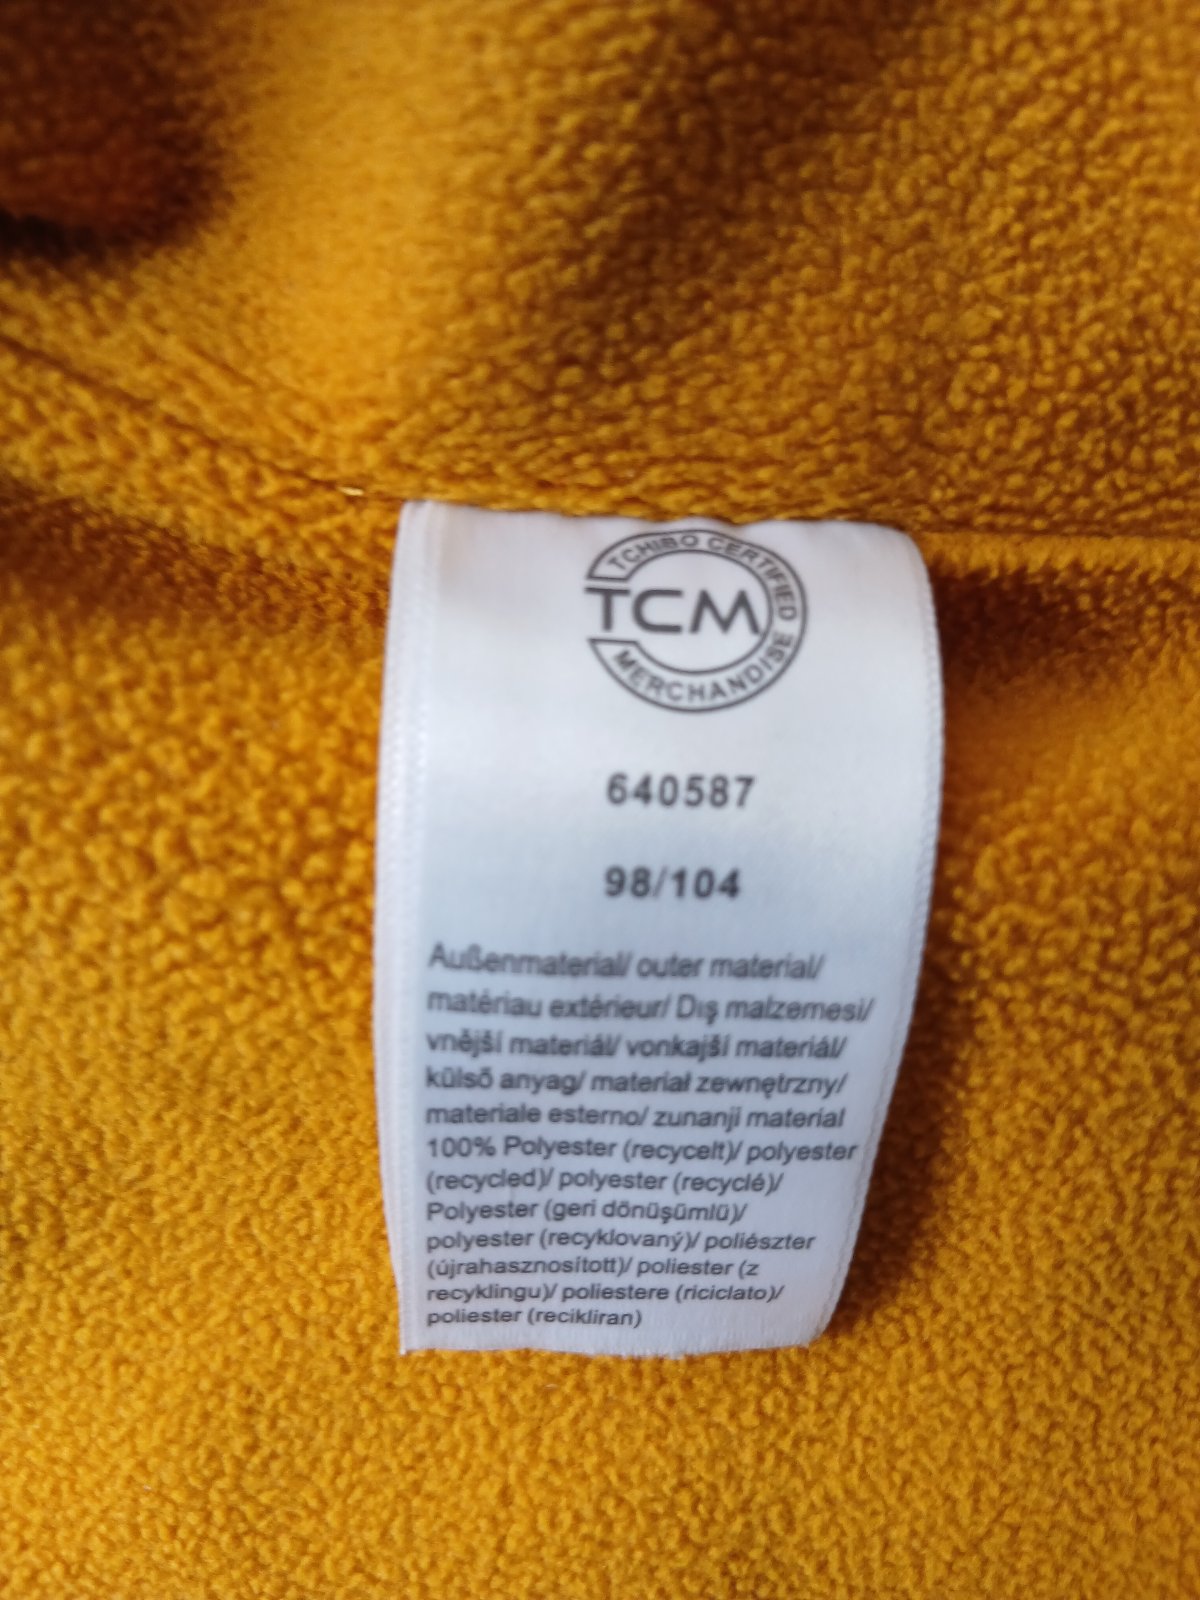 TCHIBO CERTIFIED
TCM
MERCHANDISE
640587
98/104
Außenmaterial/ outer material/
matériau extérieur/ Dış malzemesi/
vnější materiál/ vonkajší materiál/
külső anyag/ materiał zewnętrzny/
materiale esterno/ zunanji material
100% Polyester (recycelt)/ polyester
(recycled)/ polyester (recyclé)/
Polyester (geri dönüşümlü)/
polyester (recyklovaný)/ poliészter
(újrahasznosított)/ poliester (z
recyklingu)/ poliestere (riciclato)/
poliester (recikliran)